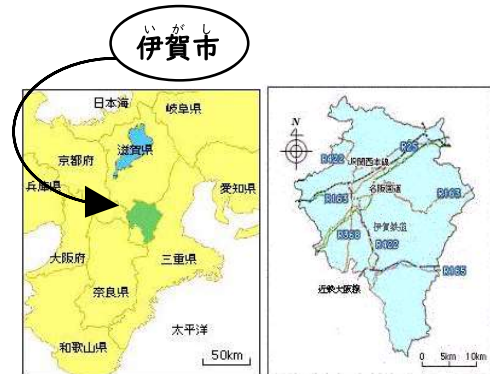 いがし
伊賀市
日本海
岐阜県
滋賀県
京都府
兵庫県
愛知県
大阪府
三重県
奈良県
太平洋
和歌山県
50km
N
R25
R422
JR関西本線
名阪国道
R163
R163
伊賀鉄道
R368
R422
R165
近鉄大阪線
0 5km 10km